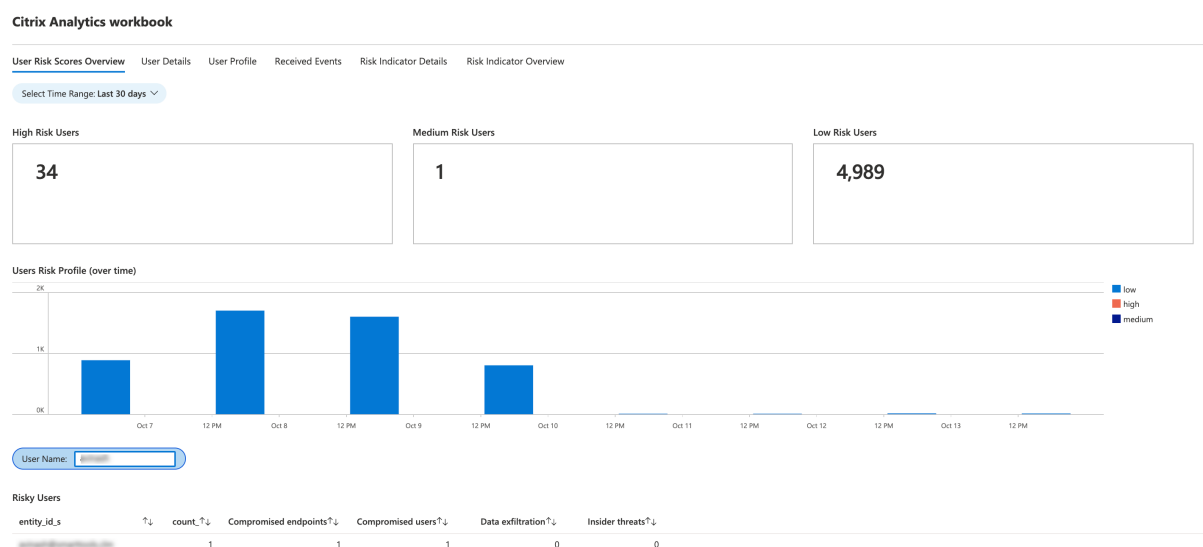 Citrix Analytics workbook
User Risk Scores Overview User Details User Profile Received Events Risk Indicator Details Risk Indicator Overview
Select Time Range: Last 30 days
High Risk Users Medium Risk Users Low Risk Users
34 1 4,989
Users Risk Profile (over time)
2K
1K
0K
low
high
medium
Oct 7 12 PM Oct 8 12 PM Oct 9 12 PM Oct 10 12 PM Oct 11 12 PM Oct 12 12 PM Oct 13 12 PM
User Name:
Risky Users
entity_id_s ↑↓ count_↑↓ Compromised endpoints↑↓ Compromised users↑↓ Data exfiltration↑↓ Insider threats↑↓
1 1 1 0 0